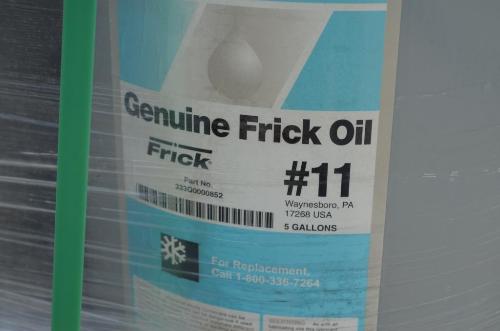 Genuine Frick Oil
Frick
#11
Part No.
333Q0000852
Waynesboro, PA
17268 USA
5 GALLONS
For Replacement,
Call 1-800-336-7264